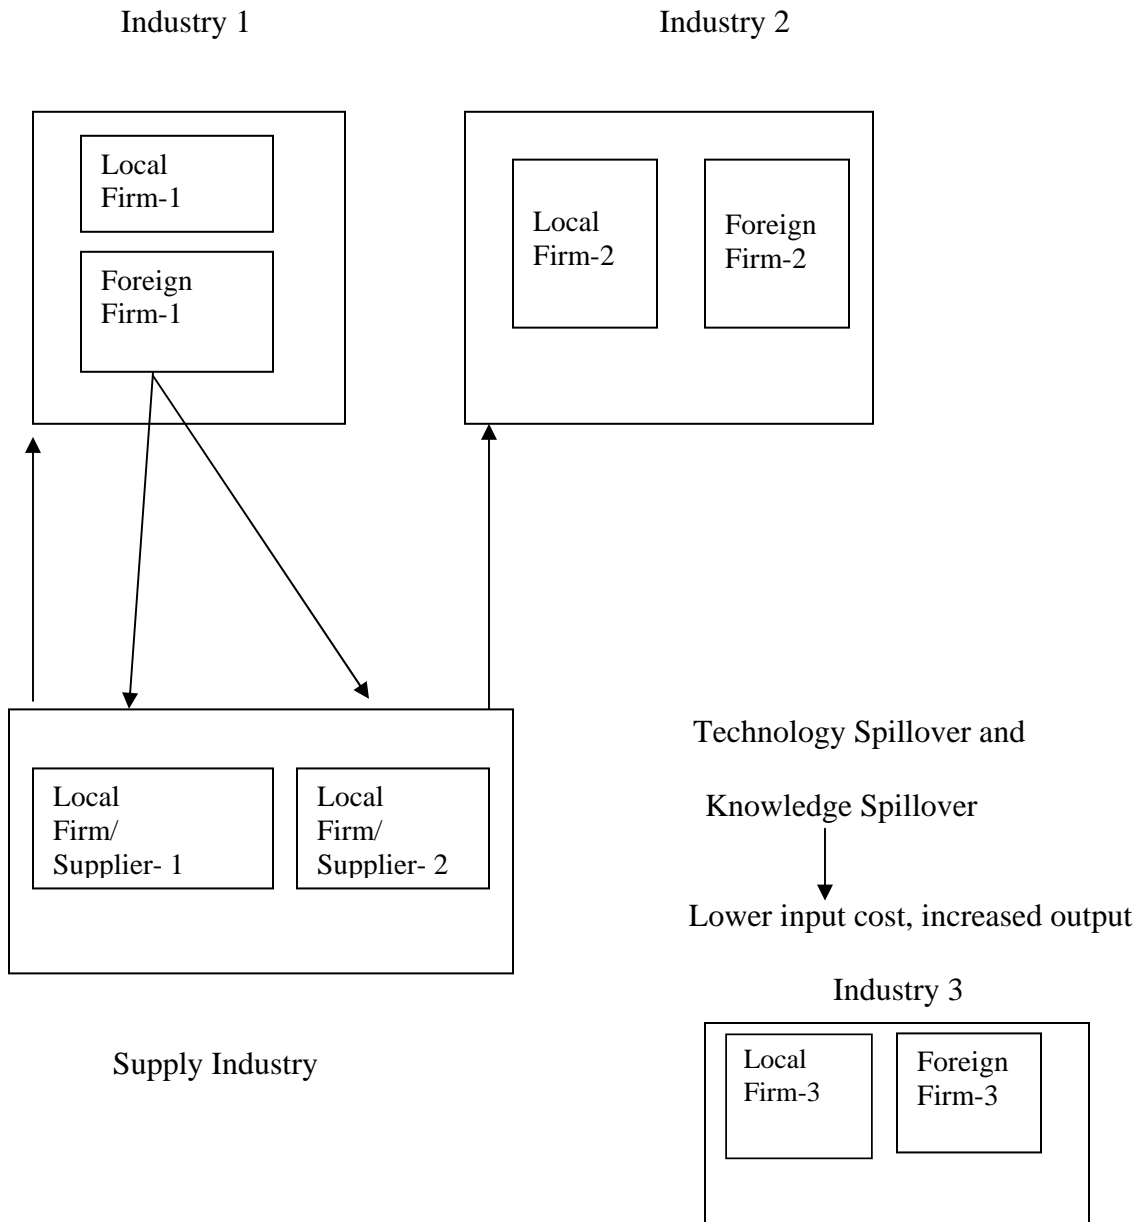 Industry 1
Industry 2
Local
Firm-1
Foreign
Firm-1
Local
Firm-2
Foreign
Firm-2
Local
Firm/
Supplier- 1
Local
Firm/
Supplier- 2
Supply Industry
Technology Spillover and
Knowledge Spillover
Lower input cost, increased output
Industry 3
Local
Firm-3
Foreign
Firm-3